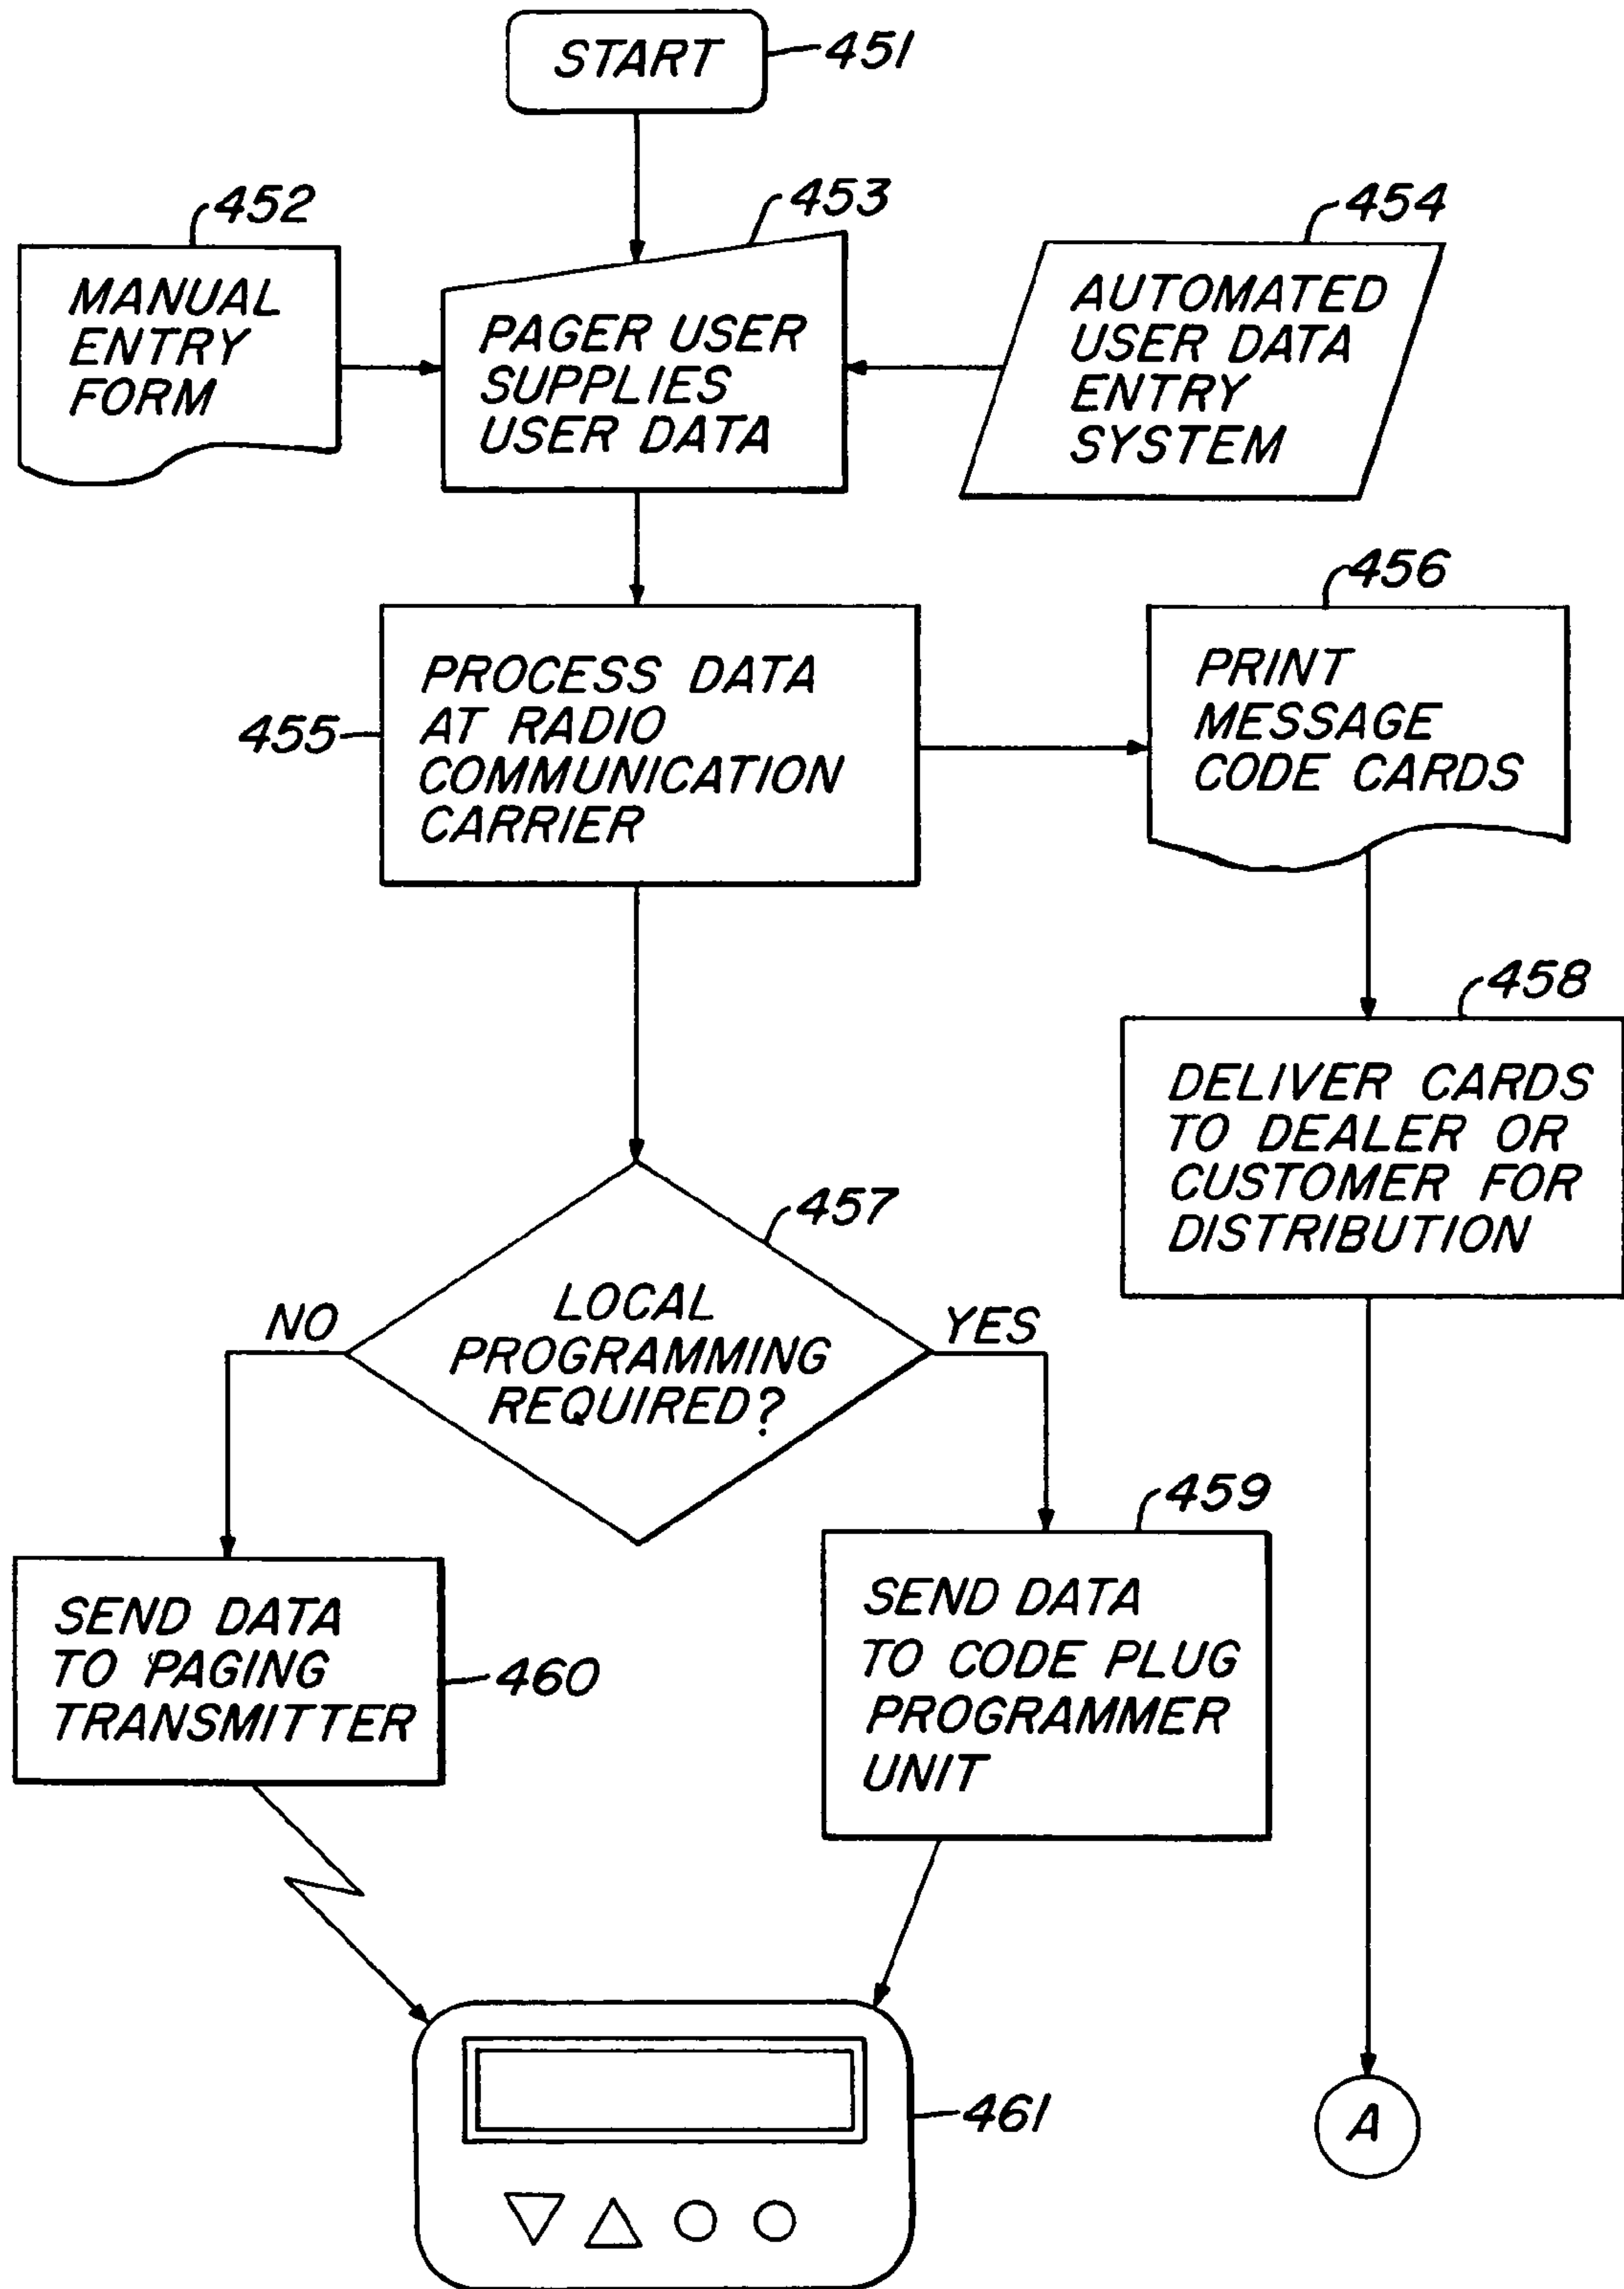 START
451
452
453
454
MANUAL
ENTRY
FORM
PAGER USER
SUPPLIES
USER DATA
AUTOMATED
USER DATA
ENTRY
SYSTEM
455
PROCESS DATA
AT RADIO
COMMUNICATION
CARRIER
456
PRINT
MESSAGE
CODE CARDS
458
DELIVER CARDS
TO DEALER OR
CUSTOMER FOR
DISTRIBUTION
457
NO
LOCAL
PROGRAMMING
REQUIRED?
YES
459
SEND DATA
TO PAGING
TRANSMITTER
460
SEND DATA
TO CODE PLUG
PROGRAMMER
UNIT
461
A